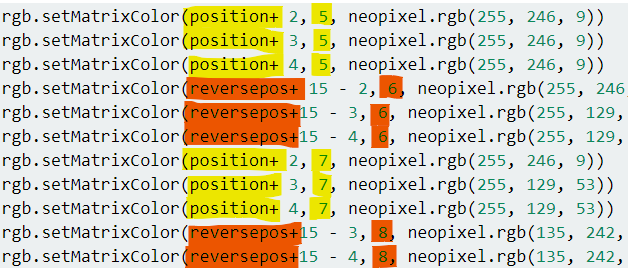 rgb.setMatrixColor(position+ 2, 5, neopixel.rgb(255, 246, 9))
rgb.setMatrixColor(position+ 3, 5, neopixel.rgb(255, 246, 9))
rgb.setMatrixColor(position+ 4, 5, neopixel.rgb(255, 246, 9))
rgb.setMatrixColor(reversepos+ 15 - 2, 6, neopixel.rgb(255, 246,
rgb.setMatrixColor(reversepos+15 - 3, 6, neopixel.rgb(255, 129,
rgb.setMatrixColor(reversepos+15 - 4, 6, neopixel.rgb(255, 129,
rgb.setMatrixColor(position+ 2, 7, neopixel.rgb(255, 246, 9))
rgb.setMatrixColor(position+ 3, 7, neopixel.rgb(255, 129, 53))
rgb.setMatrixColor(position+ 4, 7, neopixel.rgb(255, 129, 53))
rgb.setMatrixColor(reversepos+15 - 3, 8, neopixel.rgb(135, 242,
rgb.setMatrixColor(reversepos+15 - 4, 8, neopixel.rgb(135, 242,